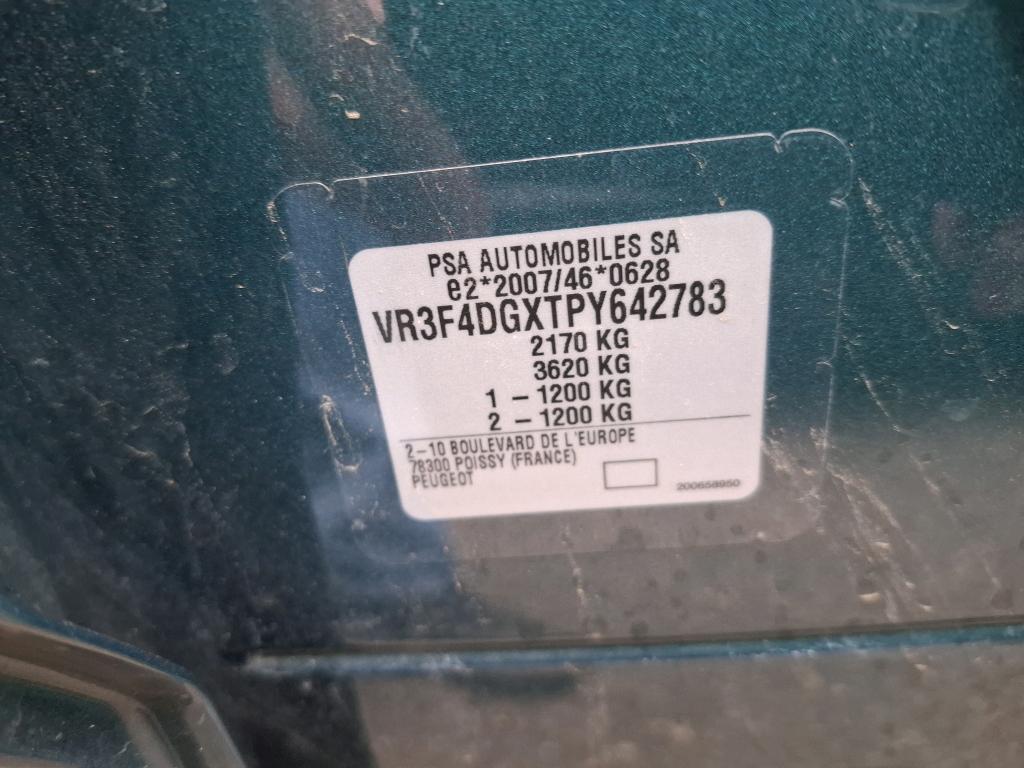 PSA AUTOMOBILES SA
e2*2007/46*0628
VR3F4DGXTPY642783
2170 KG
3620 KG
1 – 1200 KG
2 – 1200 KG
2–10 BOULEVARD DE L'EUROPE
78300 POISSY (FRANCE)
PEUGEOT
200658950